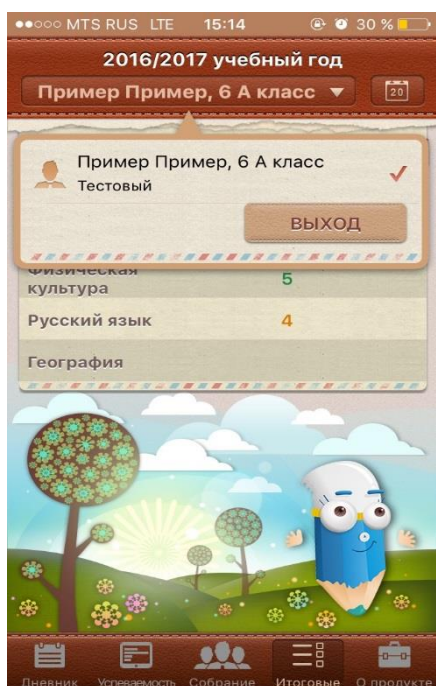 MTS RUS LTE 15:14 30 %
2016/2017 учебный год
Пример Пример, 6 А класс
20
Пример Пример, 6 А класс
Тестовый
ВЫХОД
Физическая
культура 5
Русский язык 4
География
Дневник Успеваемость Собрание Итоговые О продукте